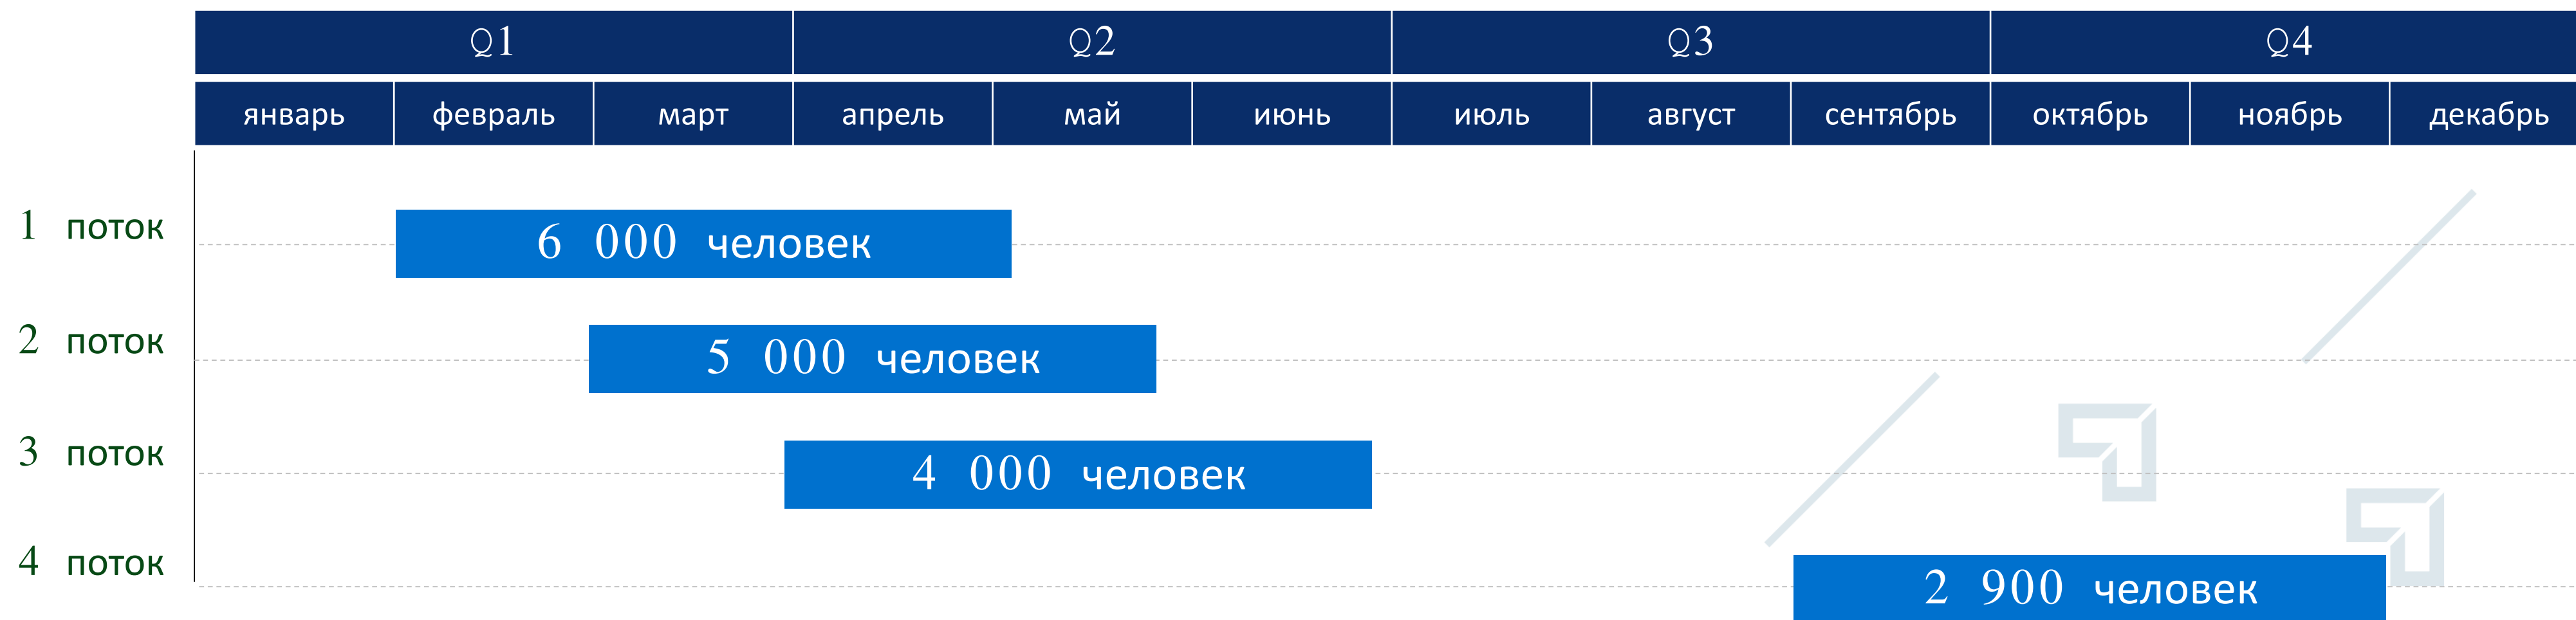 Q1 Q2 Q3 Q4
январь февраль март апрель май июнь июль август сентябрь октябрь ноябрь декабрь
1 поток 6 000 человек
2 поток 5 000 человек
3 поток 4 000 человек
4 поток 2 900 человек